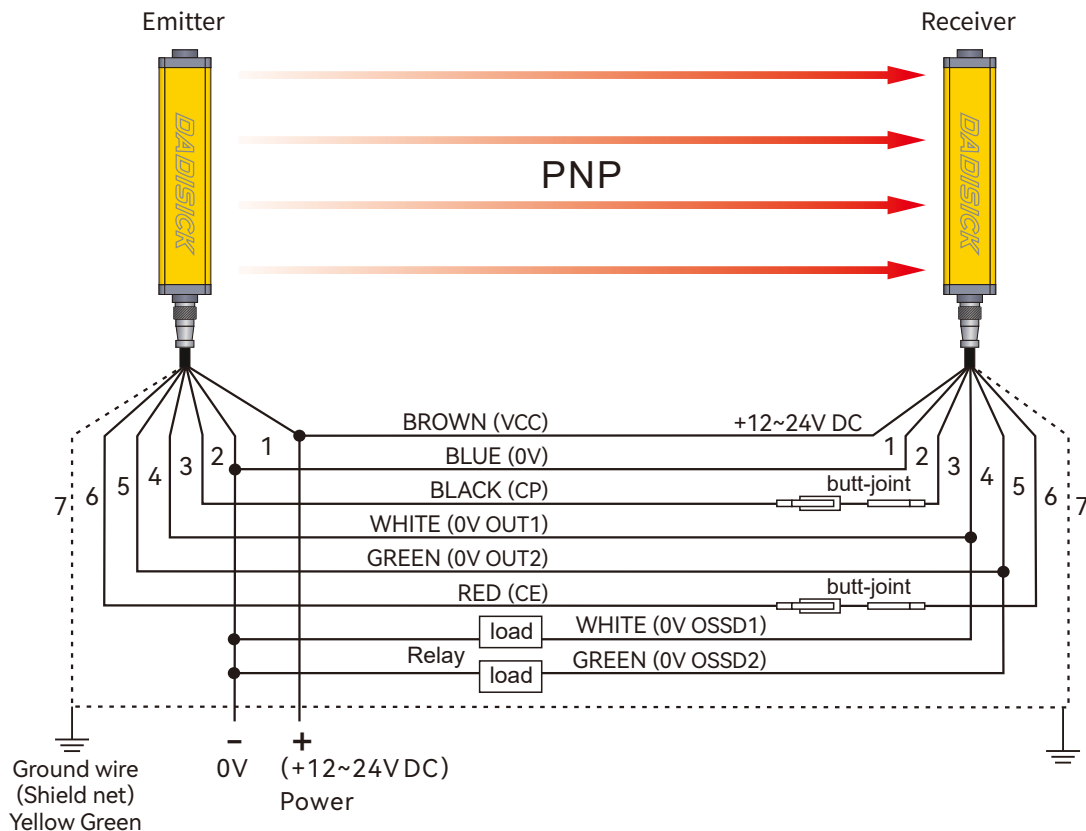 Emitter
Receiver
DADISICK
DADISICK
PNP
BROWN (VCC)
+12~24V DC
1
1
BLUE (0V)
2
2
BLACK (CP)
butt-joint
3
3
WHITE (0V OUT1)
4
4
GREEN (0V OUT2)
5
5
RED (CE)
butt-joint
6
6
7
7
load
WHITE (0V OSSD1)
Relay
load
GREEN (0V OSSD2)
-
+
0V
(+12~24V DC)
Power
Ground wire
(Shield net)
Yellow Green